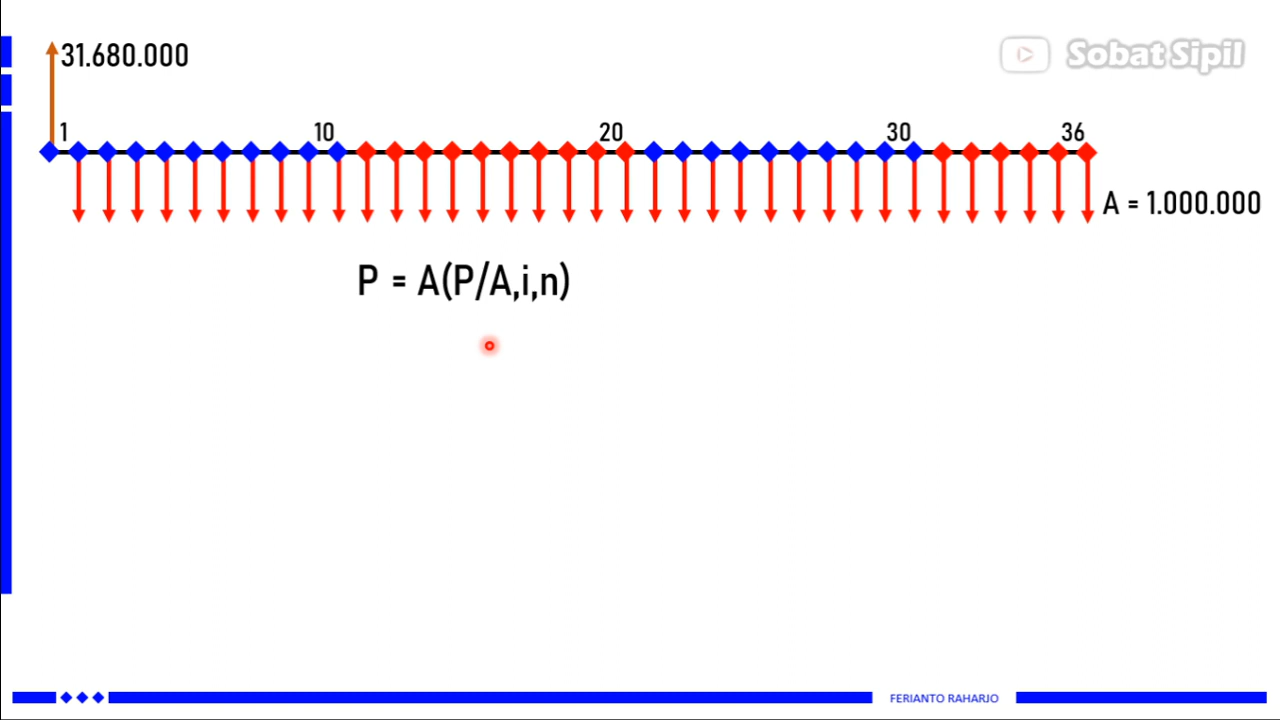 31.680.000
Sobat Sipil
1 10 20 30 36
A = 1.000.000
P = A(P/A,i,n)
FERIANTO RAHARJO